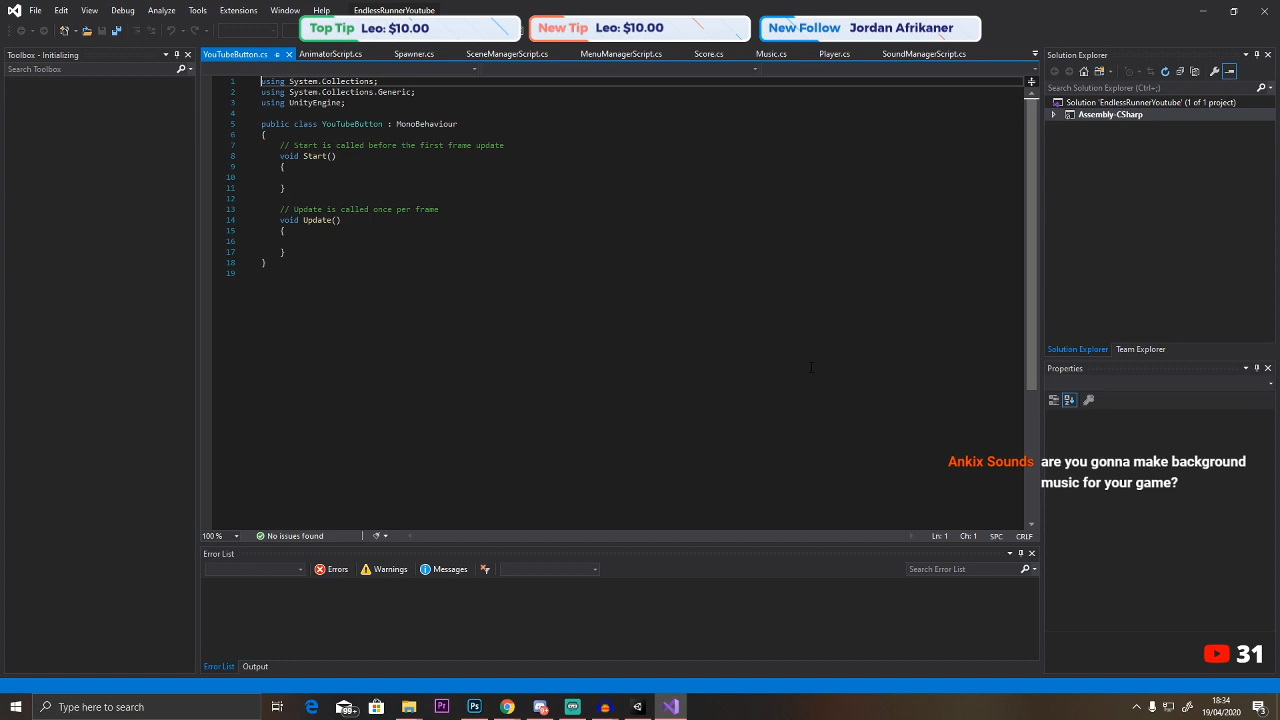 File Edit View Project Debug Analyze Tools Extensions Window Help EndlessRunnerYoutube
Top Tip Leo: $10.00
New Tip Leo: $10.00
New Follow Jordan Afrikaner
Toolbox
Search Toolbox
YouTubeButton.cs AnimatorScript.cs Spawner.cs SceneManagerScript.cs MenuManagerScript.cs Score.cs Music.cs Player.cs SoundManagerScript.cs
1 using System.Collections;
2 using System.Collections.Generic;
3 using UnityEngine;
4
5 public class YouTubeButton : MonoBehaviour
6 {
7 // Start is called before the first frame update
8 void Start()
9 {
10
11 }
12
13 // Update is called once per frame
14 void Update()
15 {
16
17 }
18 }
19
Solution Explorer
Search Solution Explorer (Ctrl+;)
Solution 'EndlessRunnerYoutube' (1 of 1 project)
Assembly-CSharp
Solution Explorer Team Explorer
Properties
Ankix Sounds are you gonna make background
music for your game?
100 % No issues found Ln: 1 Ch: 1 SPC CRLF
Error List
Errors Warnings Messages Search Error List
Error List Output
31
Type here to search
18:34
19/04/2020